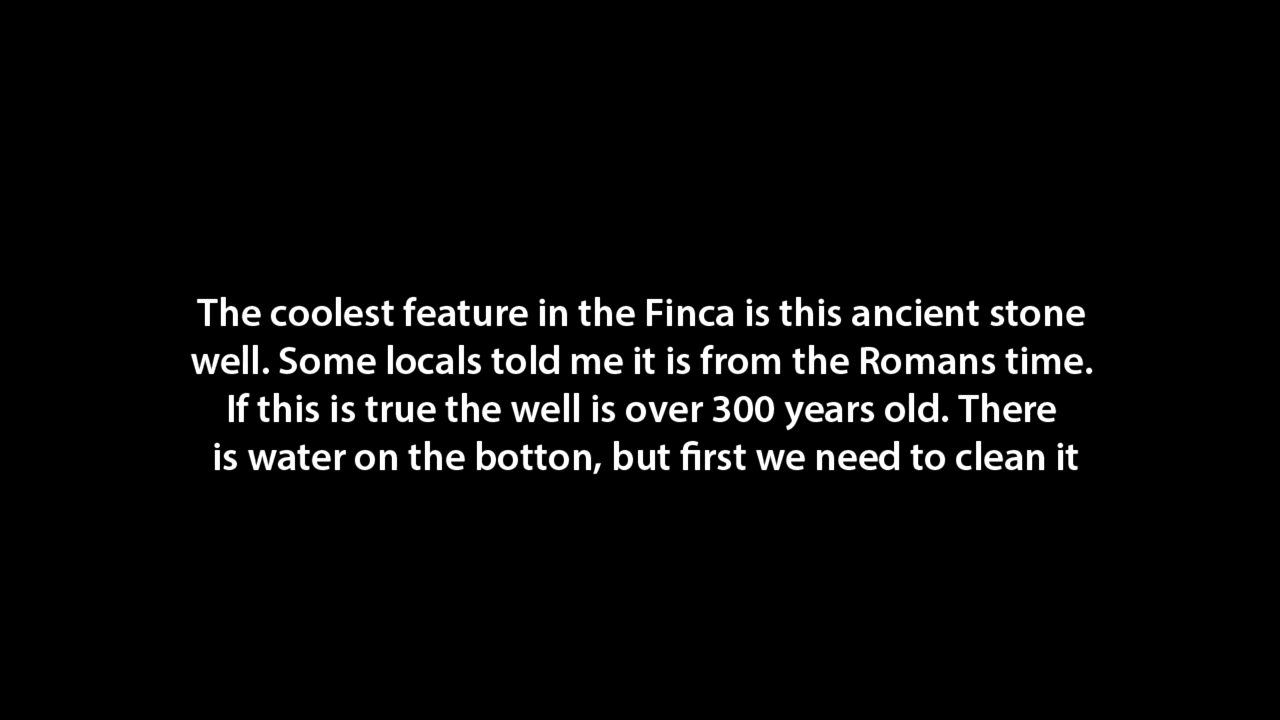 The coolest feature in the Finca is this ancient stone
well. Some locals told me it is from the Romans time.
If this is true the well is over 300 years old. There
is water on the botton, but first we need to clean it